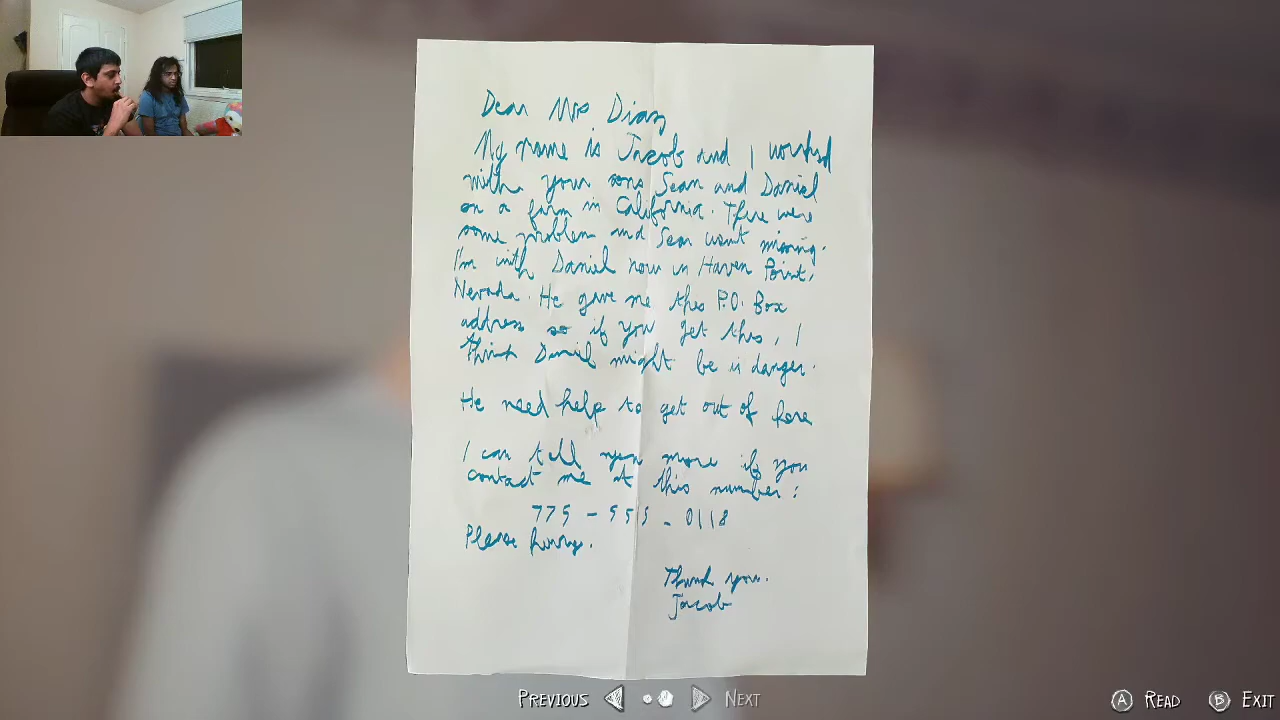 Dear Mrs Diaz
My name is Jacob and I worked
with your sons Sean and Daniel
on a farm in California. There were
some problem and Sean went missing.
I'm with Daniel now in Haven Point,
Nevada. He gave me this P.O. Box
address so if you get this, I
think Daniel might be in danger.
He need help to get out of here
I can tell you more if you
contact me at this number:
775-555-0118
Please hurry.
Thank you.
Jacob
PREVIOUS NEXT A READ B EXIT